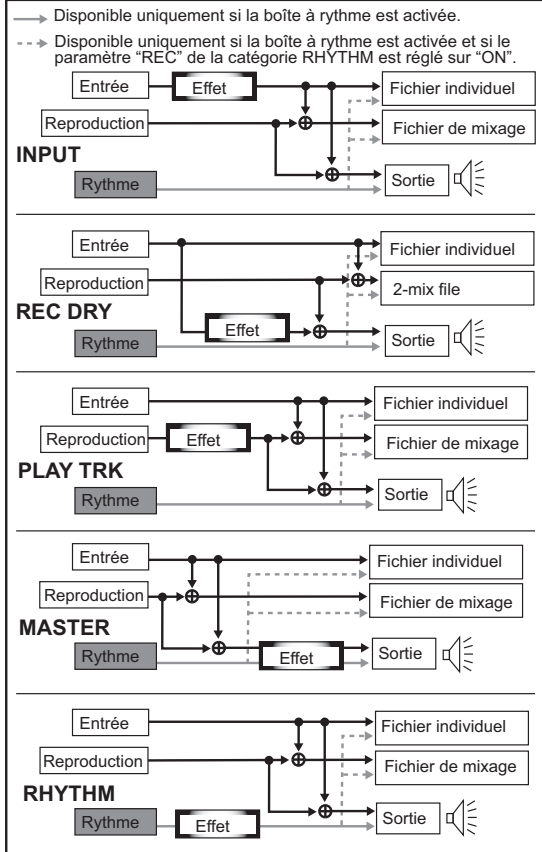 Disponible uniquement si la boîte à rythme est activée.
Disponible uniquement si la boîte à rythme est activée et si le
paramètre “REC” de la catégorie RHYTHM est réglé sur “ON”.
Entrée
Effet
Fichier individuel
Reproduction
Fichier de mixage
INPUT
Rythme
Sortie
Entrée
Fichier individuel
Reproduction
2-mix file
REC DRY
Effet
Rythme
Sortie
Entrée
Fichier individuel
Reproduction
Effet
Fichier de mixage
PLAY TRK
Rythme
Sortie
Entrée
Fichier individuel
Reproduction
Fichier de mixage
MASTER
Rythme
Effet
Sortie
Entrée
Fichier individuel
Reproduction
Fichier de mixage
RHYTHM
Rythme
Effet
Sortie